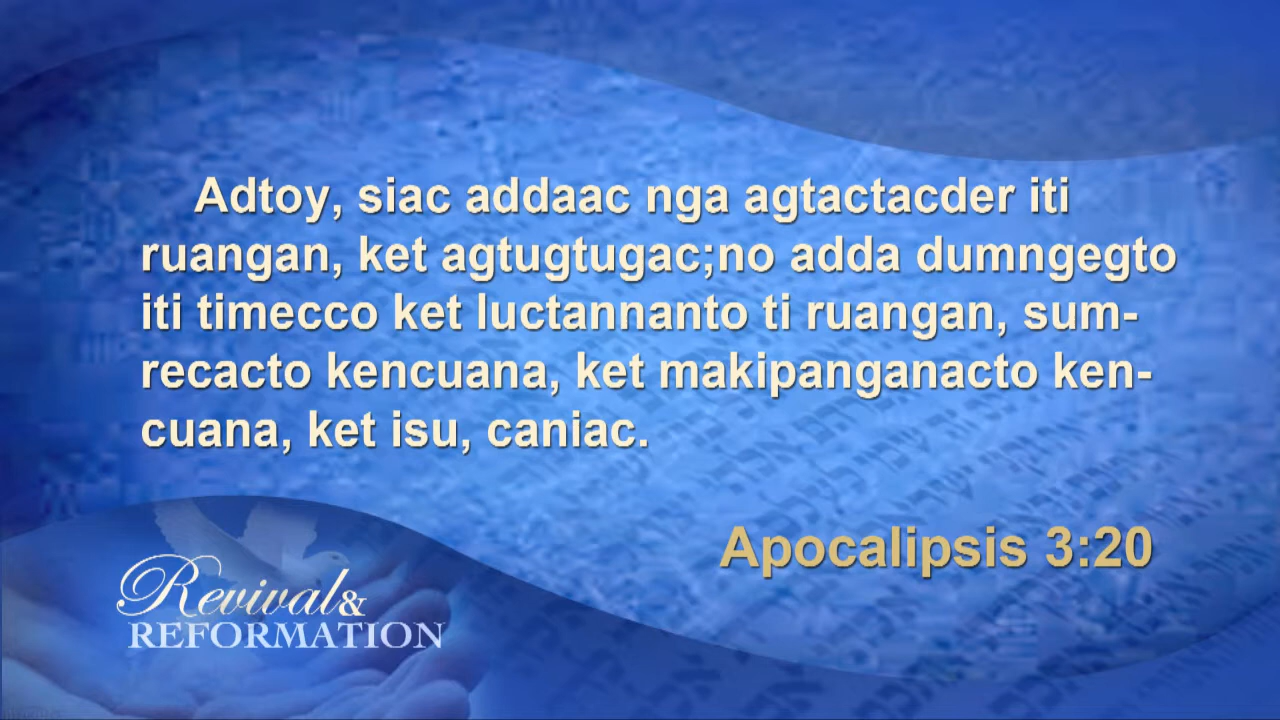 Adtoy, siac addaac nga agtactacder iti
ruangan, ket agtugtugac;no adda dumngegto
iti timecco ket luctannanto ti ruangan, sum-
recacto kencuana, ket makipanganacto ken-
cuana, ket isu, caniac.
Apocalipsis 3:20
Revival&
REFORMATION